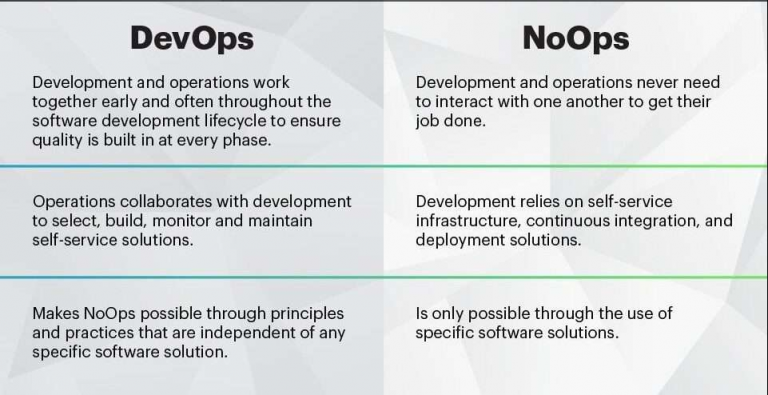 DevOps
Development and operations work
together early and often throughout the
software development lifecycle to ensure
quality is built in at every phase.
Operations collaborates with development
to select, build, monitor and maintain
self-service solutions.
Makes NoOps possible through principles
and practices that are independent of any
specific software solution.
NoOps
Development and operations never need
to interact with one another to get their
job done.
Development relies on self-service
infrastructure, continuous integration, and
deployment solutions.
Is only possible through the use of
specific software solutions.